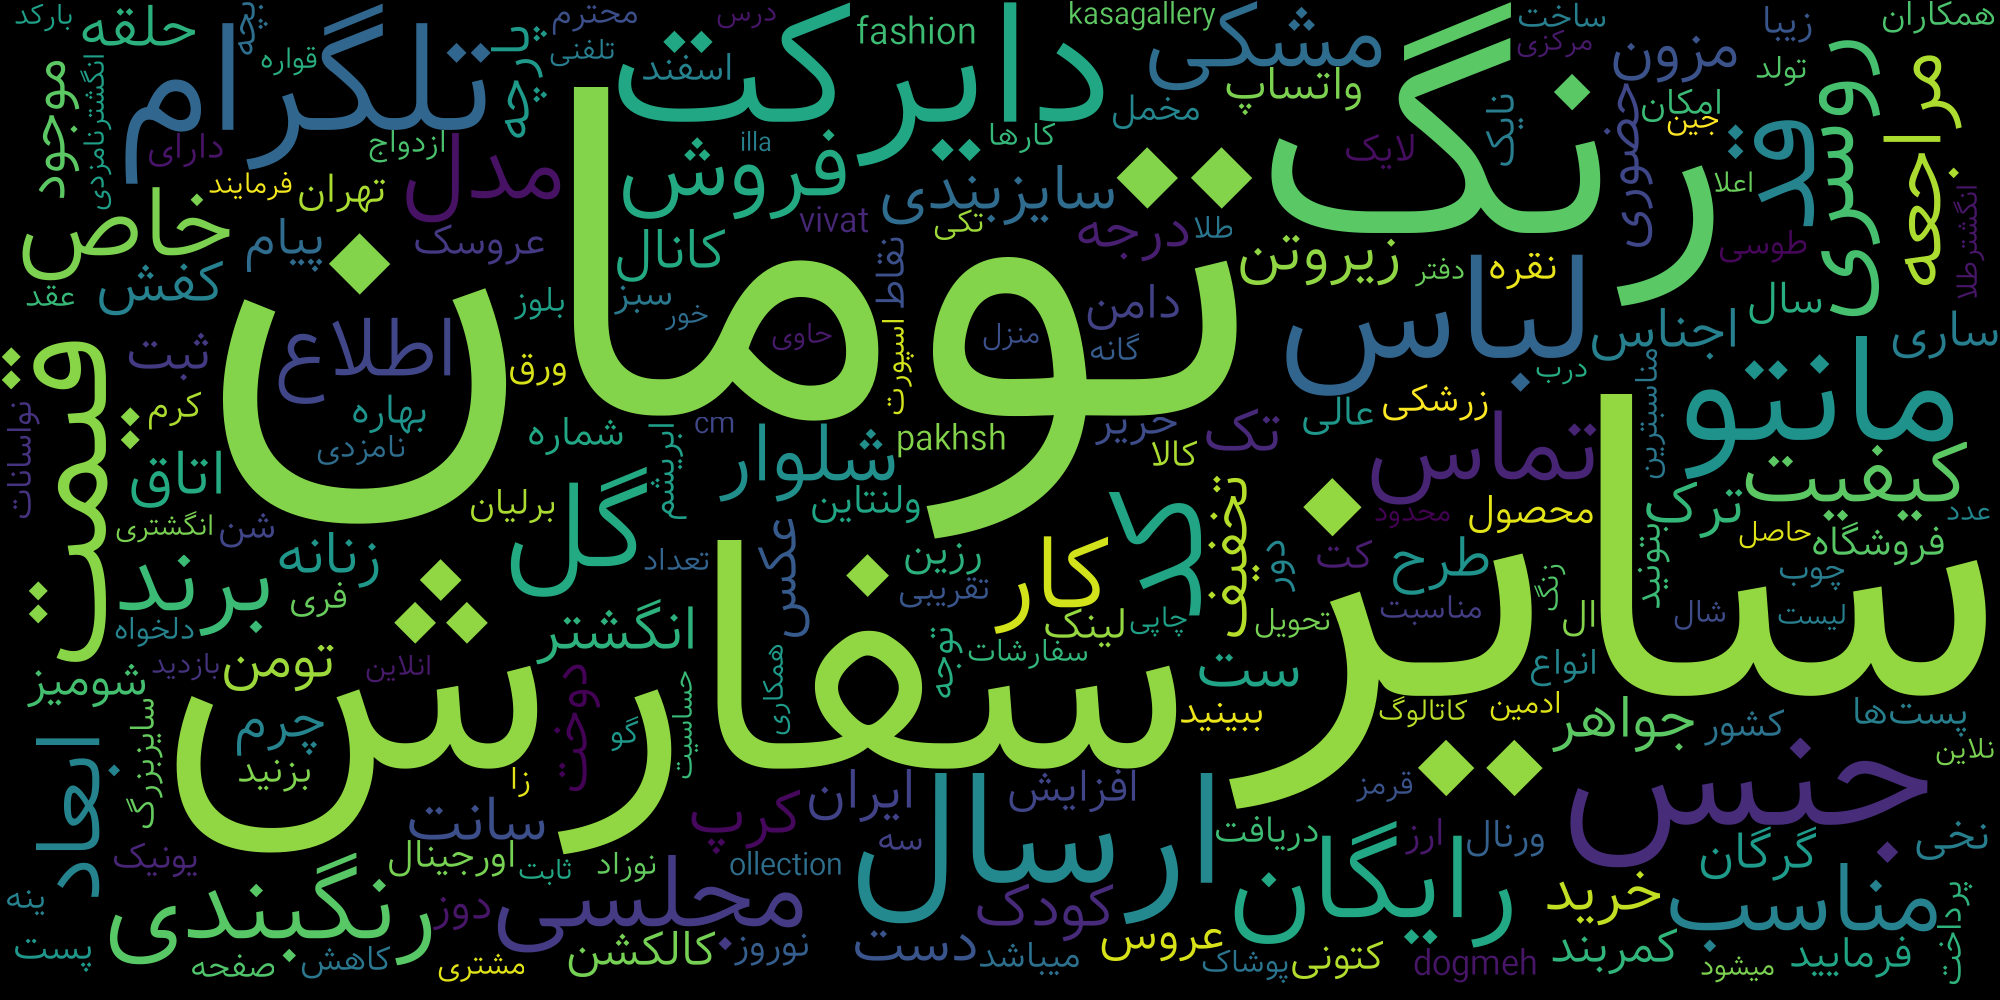 همکاران
ساخت
زیبا
kasagallery
درس
محترم
بچه
حلقه
بارکد
fashion
مشکی
مرکزی
مزون
تولد
روسری
مراجعه
تلفنی
پارچه
تلگرام
قواره
انگشترنامزدی
موجود
دایرکت
اسفند
واتساپ
مخمل
نایک
رنگ
حضوری
امکان
جین
قد
کارها
illa
فروش
ازدواج
مدل
دارای
لایک
اعلا
انگشترطلا
تهران
فرمایند
خاص
سایزبندی
تکی
vivat
درجه
طلا
طوسی
کانال
عروسک
پیام
کفش
عقد
نقاط
زیروتن
دفتر
نقره
لباس
سال
ساری
اجناس
تومان
سبز
خور
بلوز
حاوی
اسپورت
منزل
دامن
گانه
اطلاع
ثبت
قیمت
ورق
درب
مناسبترین
مانتو
کرم
بهاره
نامزدی
نواسانات
شماره
cm
ابریشم
شلوار
pakhsh
حریر
کالا
تک
عالی
زرشکی
تماس
کیفیت
اتاق
برلیان
ولنتاین
گل
کد
تخفیف
سایز
محدود
محصول
ترک
حاصل
عدد
فروشگاه
انگشتری
شن
زنانه
برند
فری
تعداد
عکس
رزین
تقریبی
کار
دور
کت
طرح
زنگ
بتونید
چوب
لیست
شال
مناسبت
ال
دلخواه
تومن
بازدید
انلاین
سفارش
انگشتر
همکاری
توجه
سفارشات
لینک
چاپی
تحویل
ست
انواع
شومیز
سایزبزرگ
چرم
بزنید
دوخت
گو
حساسیت
ببینید
کاتالوگ
ادمین
جواهر
کشور
پست‌ها
نلاین
ابعاد
زا
سانت
کرپ
ایران
افزایش
سه
ارسال
قرمز
جنس
دریافت
ارز
ورنال
گرگان
نخی
یونیک
اورجینال
ثابت
نوزاد
ollection
ینه
رنگبندی
دوز
مجلسی
کودک
رایگان
خرید
مناسب
پرداخت
پست
صفحه
کاهش
مشتری
کالکشن
نوروز
دست
میباشد
عروس
پوشاک
کتونی
dogmeh
کمربند
میشود
فرمایید